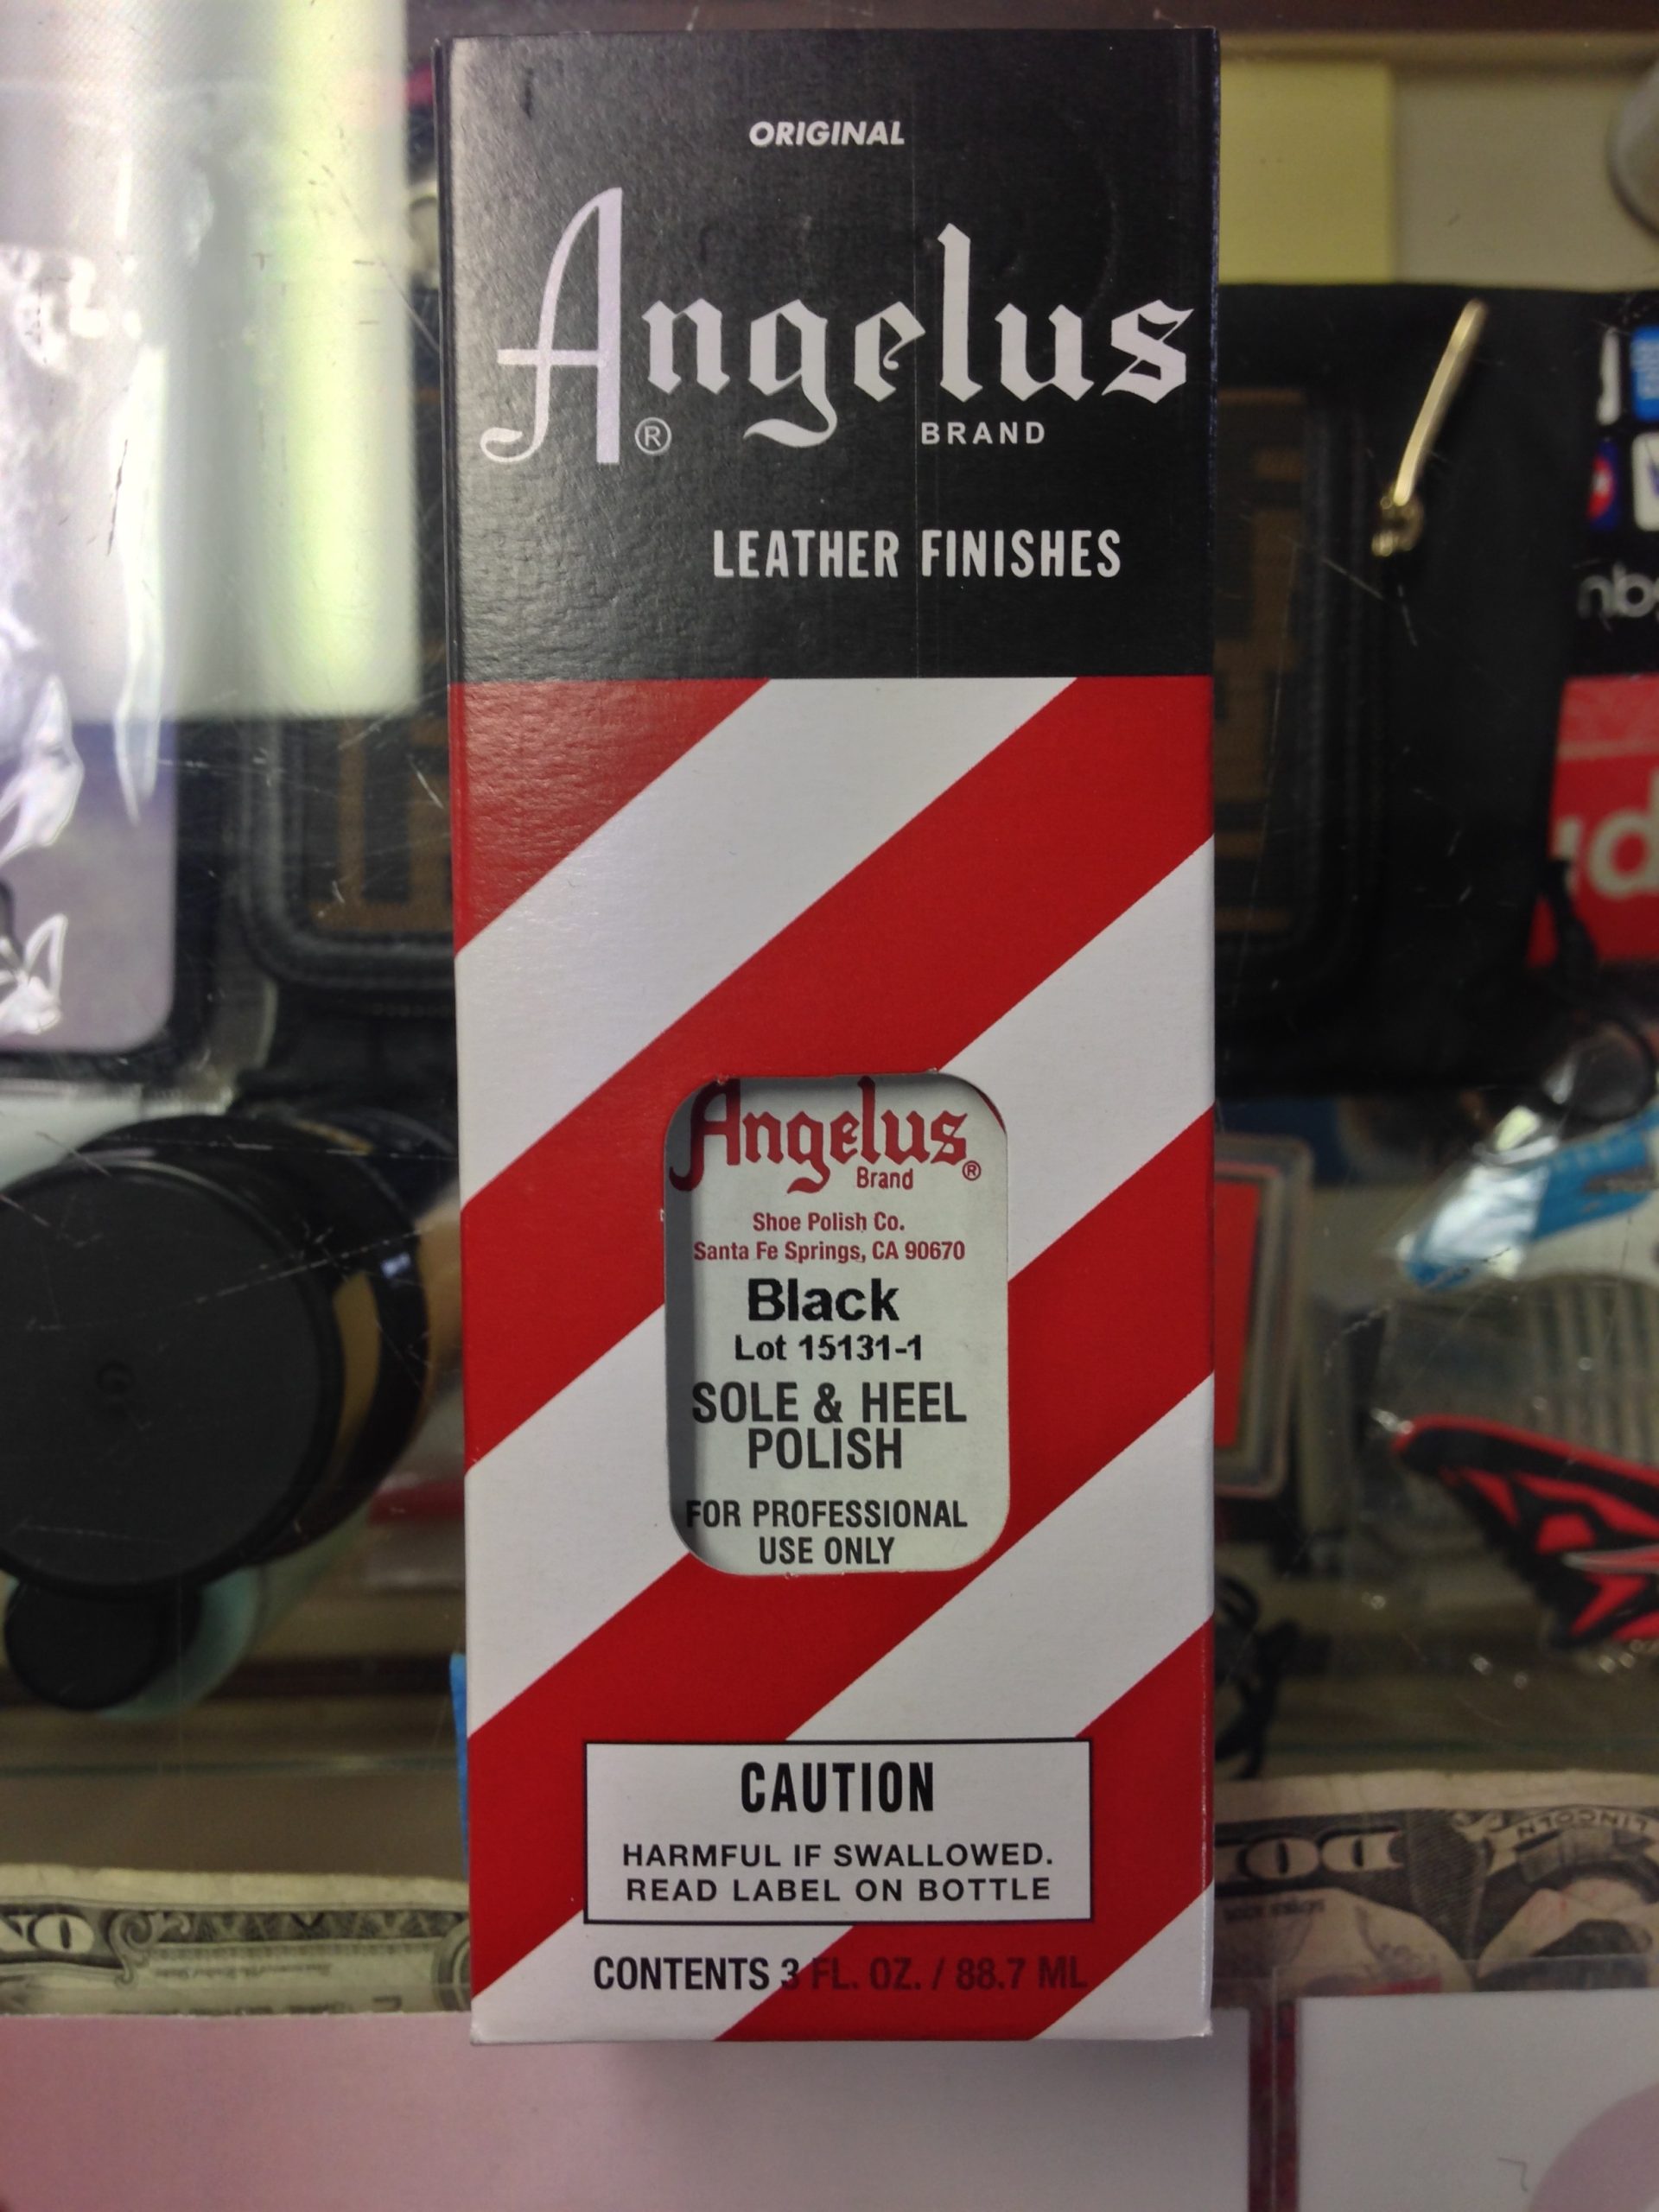 ORIGINAL
Angelus
® BRAND
LEATHER FINISHES
Angelus
Brand ®
Shoe Polish Co.
Santa Fe Springs, CA 90670
Black
Lot 15131-1
SOLE & HEEL
POLISH
FOR PROFESSIONAL
USE ONLY
CAUTION
HARMFUL IF SWALLOWED.
READ LABEL ON BOTTLE
CONTENTS 3 FL. OZ. / 88.7 ML
LINCOLN